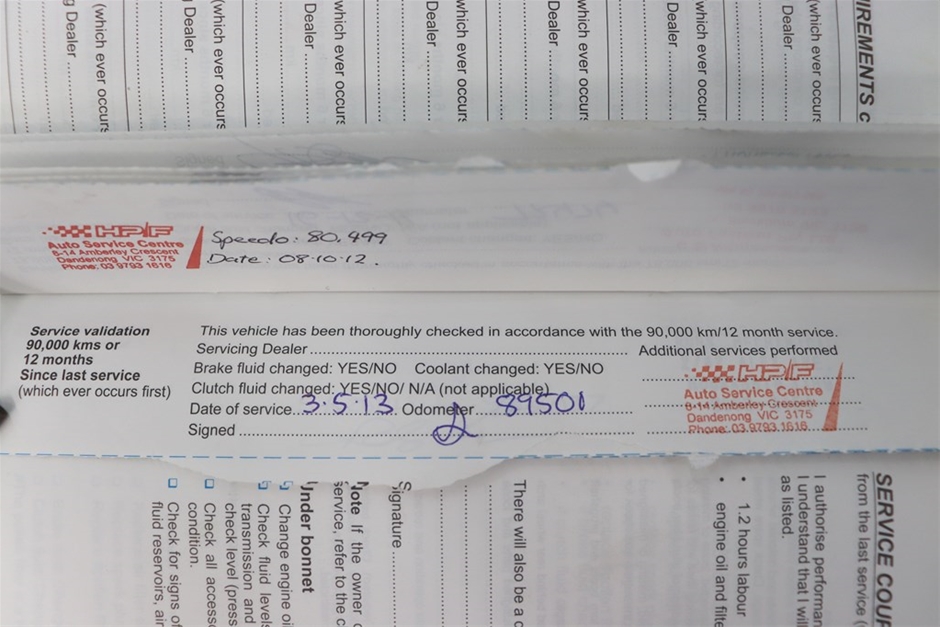 IREMENTS
(which ever occurs
Dealer
which ever occurs
Dealer
which ever occurs
Dealer
which ever occurs
Dealer
which ever occurs
Dealer
(which ever occurs
Dealer
(which ever occurs
Dealer
HPF
Auto Service Centre
8-14 Amberley Crescent
Dandenong VIC 3175
Phone: 03 9793 1616
Speedo: 80,499
Date: 08.10.12.
Service validation
90,000 kms or
12 months
Since last service
(which ever occurs first)
This vehicle has been thoroughly checked in accordance with the 90,000 km/12 month service.
Servicing Dealer
Additional services performed
Brake fluid changed: YES/NO Coolant changed: YES/NO
Clutch fluid changed: YES/NO/ N/A (not applicable)
Date of service 3.5.13 Odometer 89501
Signed
HPF
Auto Service Centre
8-14 Amberley Crescent
Dandenong VIC 3175
Phone: 03 9793 1616
SERVICE COU
from the last service
I authorise performan
I understand that I will
as listed.
• 1.2 hours labour
• engine oil and filte
There will also be a
Signature
Note If the owner
service, refer to the
Under bonnet
Change engine oi
Check fluid levels
transmission and
check level (press
Check all access
condition.
Check for signs of
fluid reservoirs, air